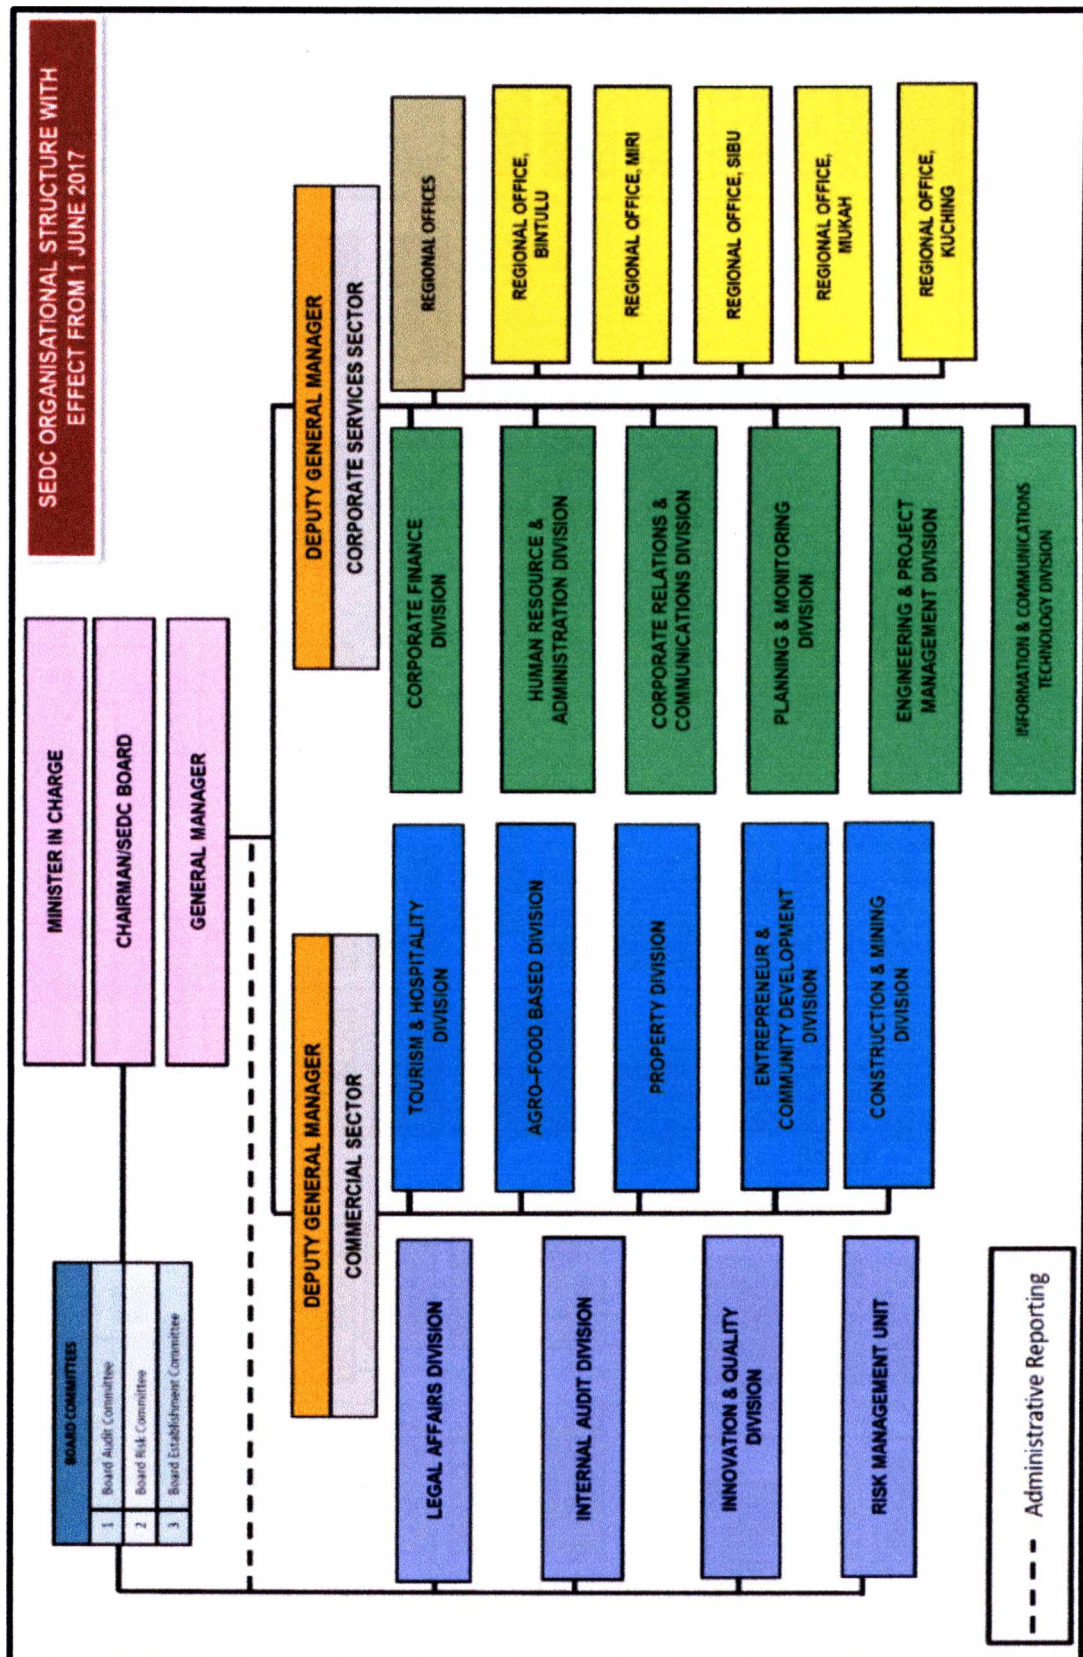 SEDC ORGANISATIONAL STRUCTURE WITH
EFFECT FROM 1 JUNE 2017
MINISTER IN CHARGE
CHAIRMAN/SEDC BOARD
GENERAL MANAGER
BOARD COMMITTEES
1 Board Audit Committee
2 Board Risk Committee
3 Board Establishment Committee
DEPUTY GENERAL MANAGER
COMMERCIAL SECTOR
DEPUTY GENERAL MANAGER
CORPORATE SERVICES SECTOR
LEGAL AFFAIRS DIVISION
INTERNAL AUDIT DIVISION
INNOVATION & QUALITY
DIVISION
RISK MANAGEMENT UNIT
TOURISM & HOSPITALITY
DIVISION
AGRO–FOOD BASED DIVISION
PROPERTY DIVISION
ENTREPRENEUR &
COMMUNITY DEVELOPMENT
DIVISION
CONSTRUCTION & MINING
DIVISION
CORPORATE FINANCE
DIVISION
HUMAN RESOURCE &
ADMINISTRATION DIVISION
CORPORATE RELATIONS &
COMMUNICATIONS DIVISION
PLANNING & MONITORING
DIVISION
ENGINEERING & PROJECT
MANAGEMENT DIVISION
INFORMATION & COMMUNICATIONS
TECHNOLOGY DIVISION
REGIONAL OFFICES
REGIONAL OFFICE,
BINTULU
REGIONAL OFFICE, MIRI
REGIONAL OFFICE, SIBU
REGIONAL OFFICE,
MUKAH
REGIONAL OFFICE,
KUCHING
Administrative Reporting